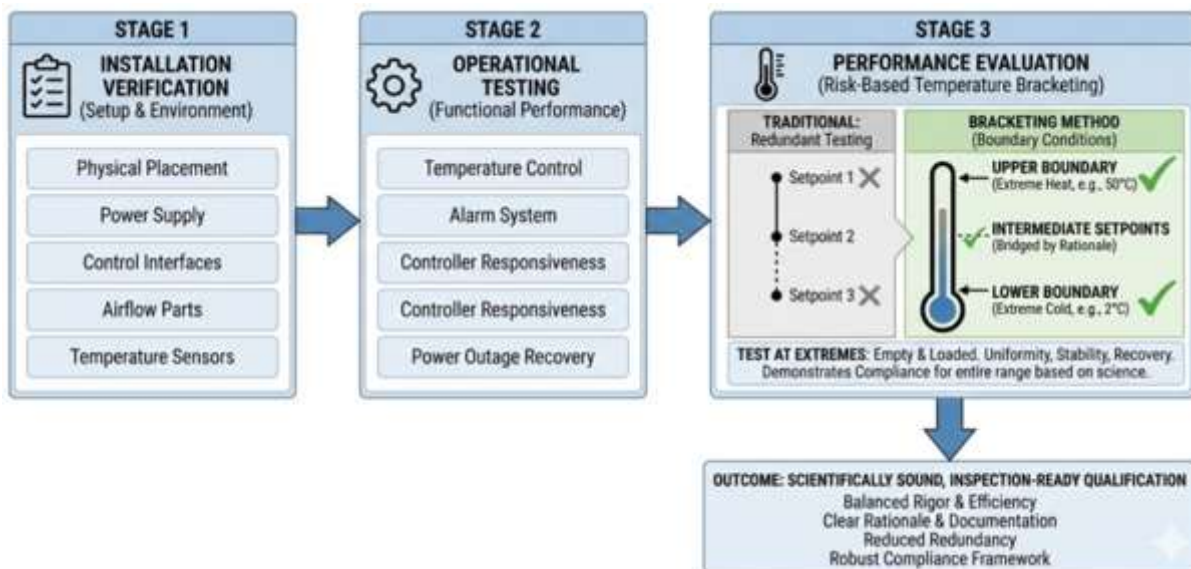 STAGE 1
INSTALLATION
VERIFICATION
(Setup & Environment)
Physical Placement
Power Supply
Control Interfaces
Airflow Parts
Temperature Sensors
STAGE 2
OPERATIONAL
TESTING
(Functional Performance)
Temperature Control
Alarm System
Controller Responsiveness
Controller Responsiveness
Power Outage Recovery
STAGE 3
PERFORMANCE EVALUATION
(Risk-Based Temperature Bracketing)
TRADITIONAL:
Redundant Testing
Setpoint 1
Setpoint 2
Setpoint 3
BRACKETING METHOD
(Boundary Conditions)
UPPER BOUNDARY
(Extreme Heat, e.g., 50°C)
INTERMEDIATE SETPOINTS
(Bridged by Rationale)
LOWER BOUNDARY
(Extreme Cold, e.g., 2°C)
TEST AT EXTREMES: Empty & Loaded. Uniformity, Stability, Recovery.
Demonstrates Compliance for entire range based on science.
OUTCOME: SCIENTIFICALLY SOUND, INSPECTION-READY QUALIFICATION
Balanced Rigor & Efficiency
Clear Rationale & Documentation
Reduced Redundancy
Robust Compliance Framework